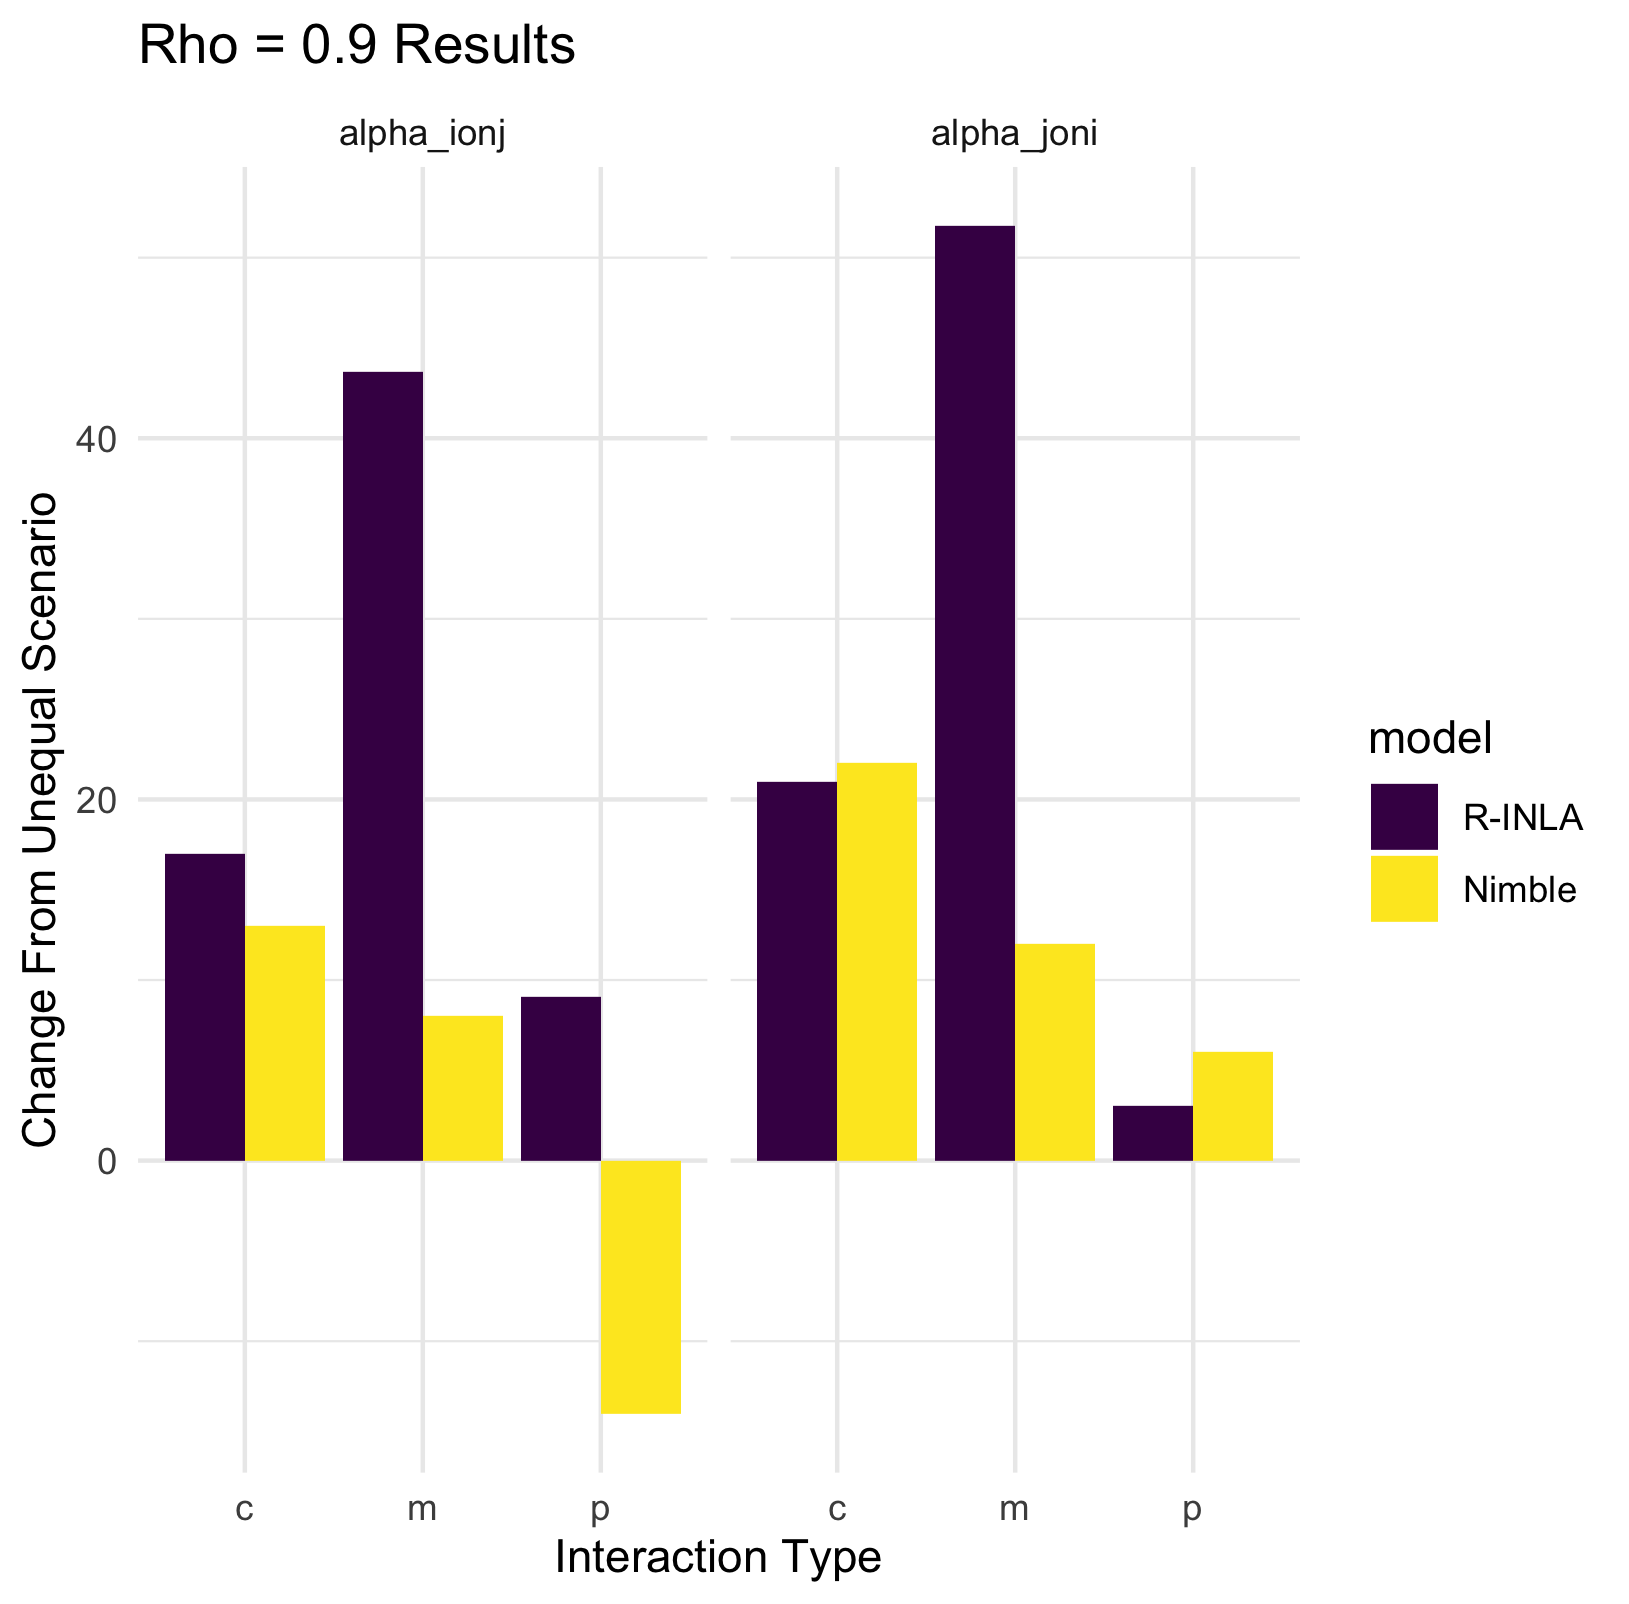 Rho = 0.9 Results
alpha_ionj
alpha_joni
Change From Unequal Scenario
40
20
0
c
m
p
c
m
p
Interaction Type
model
R-INLA
Nimble